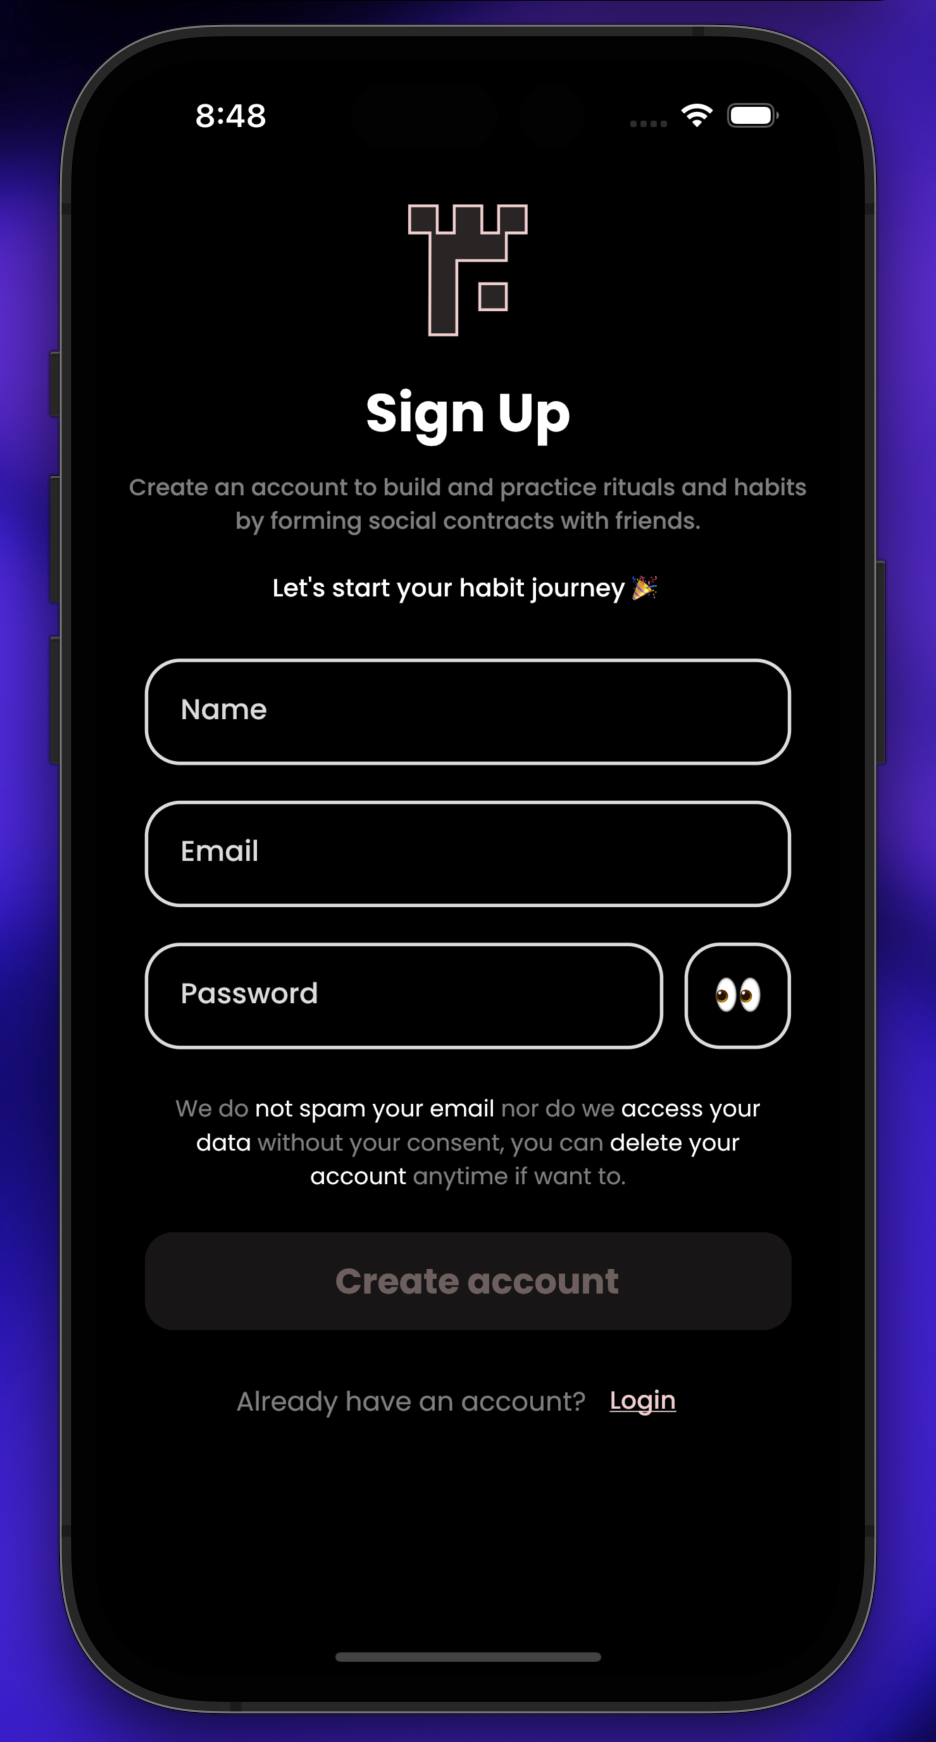 8:48
Sign Up
Create an account to build and practice rituals and habits
by forming social contracts with friends.
Let's start your habit journey 🎉
Name
Email
Password 👀
We do not spam your email nor do we access your
data without your consent, you can delete your
account anytime if want to.
Create account
Already have an account? Login